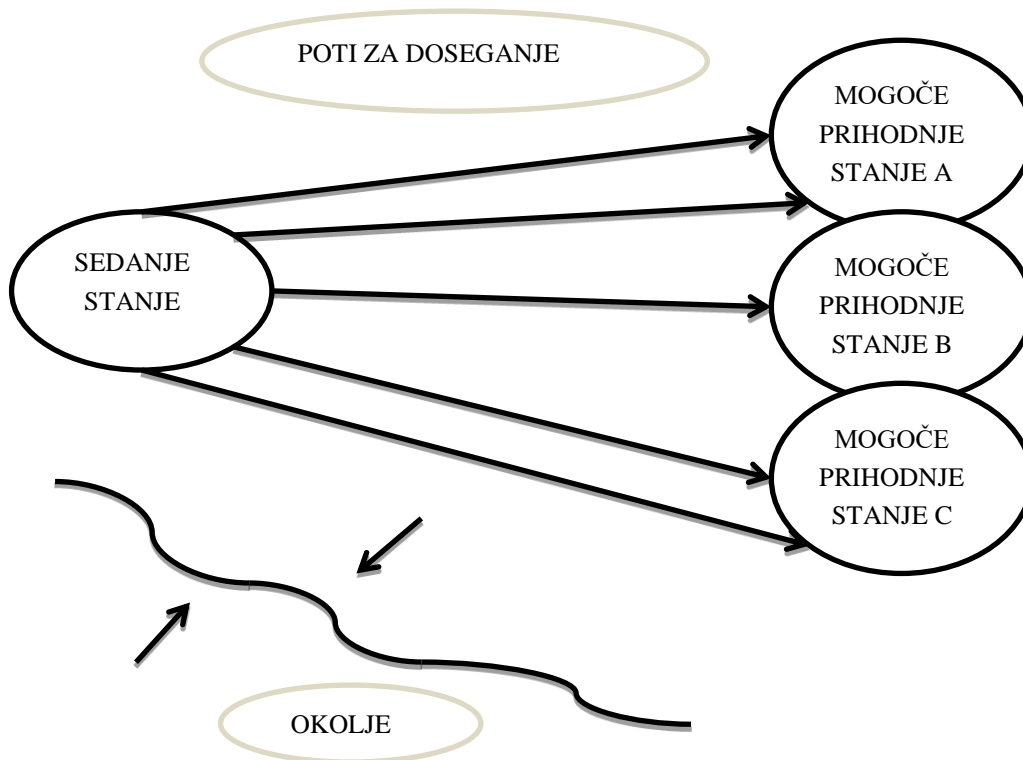 POTI ZA DOSEGANJE
MOGOČE
PRIHODNJE
STANJE A
SEDANJE
STANJE
MOGOČE
PRIHODNJE
STANJE B
MOGOČE
PRIHODNJE
STANJE C
OKOLJE